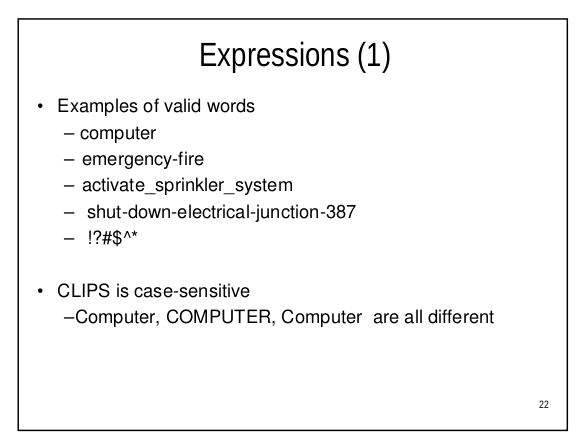 Expressions (1)
• Examples of valid words
– computer
– emergency-fire
– activate_sprinkler_system
– shut-down-electrical-junction-387
– !?#$^*
• CLIPS is case-sensitive
–Computer, COMPUTER, Computer are all different
22